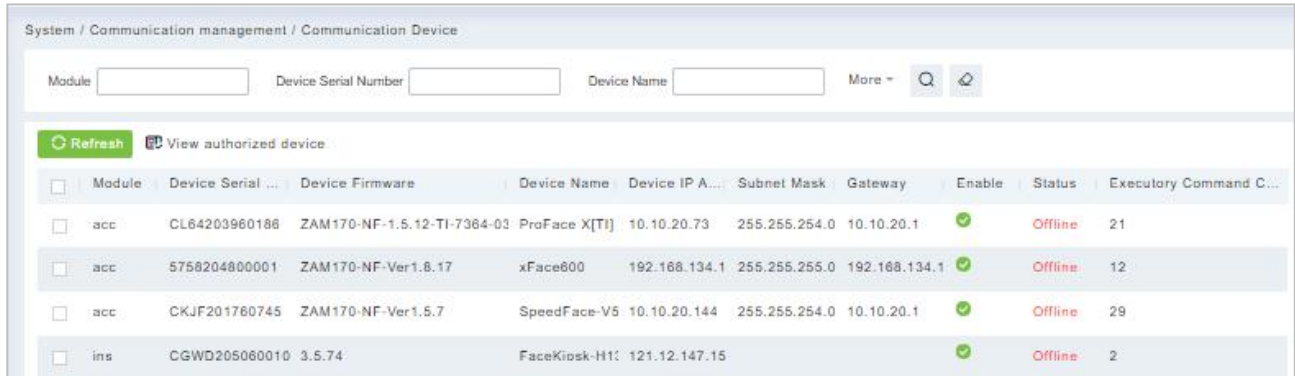 System / Communication management / Communication Device
Module Device Serial Number Device Name More
Refresh View authorized device
Module Device Serial ... Device Firmware Device Name Device IP A... Subnet Mask Gateway Enable Status Executory Command C...
acc CL64203960186 ZAM170-NF-1.5.12-TI-7364-03 ProFace X[TI] 10.10.20.73 255.255.254.0 10.10.20.1 Offline 21
acc 5758204800001 ZAM170-NF-Ver1.8.17 xFace600 192.168.134.1 255.255.255.0 192.168.134.1 Offline 12
acc CKJF201760745 ZAM170-NF-Ver1.5.7 SpeedFace-V5 10.10.20.144 255.255.254.0 10.10.20.1 Offline 29
ins CGWD205060010 3.5.74 FaceKiosk-H13 121.12.147.15 Offline 2